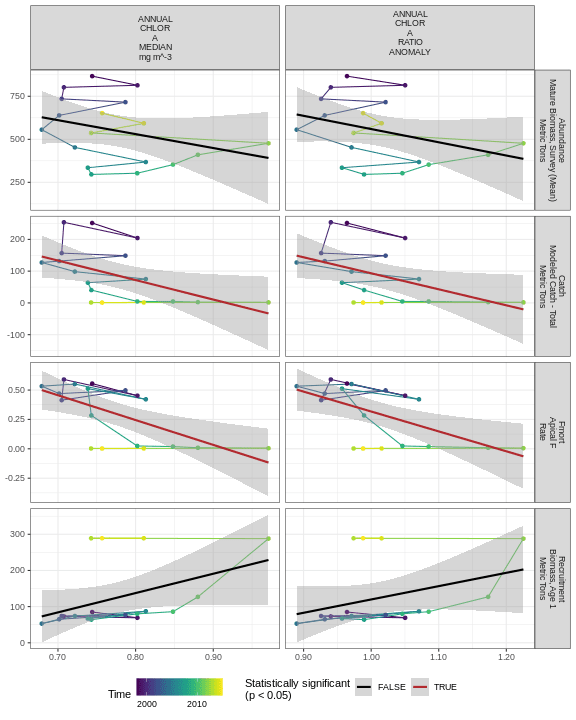 ANNUAL
CHLOR
A
MEDIAN
mg m^-3
ANNUAL
CHLOR
A
RATIO
ANOMALY
750
500
250
Abundance
Mature Biomass, Survey (Mean)
Metric Tons
200
100
0
-100
Catch
Modeled Catch - Total
Metric Tons
0.50
0.25
0.00
-0.25
Fmort
Apical F
Rate
300
200
100
0
Recruitment
Biomass, Age 1
Metric Tons
0.70
0.80
0.90
0.90
1.00
1.10
1.20
Time
2000
2010
Statistically significant
(p < 0.05)
FALSE
TRUE